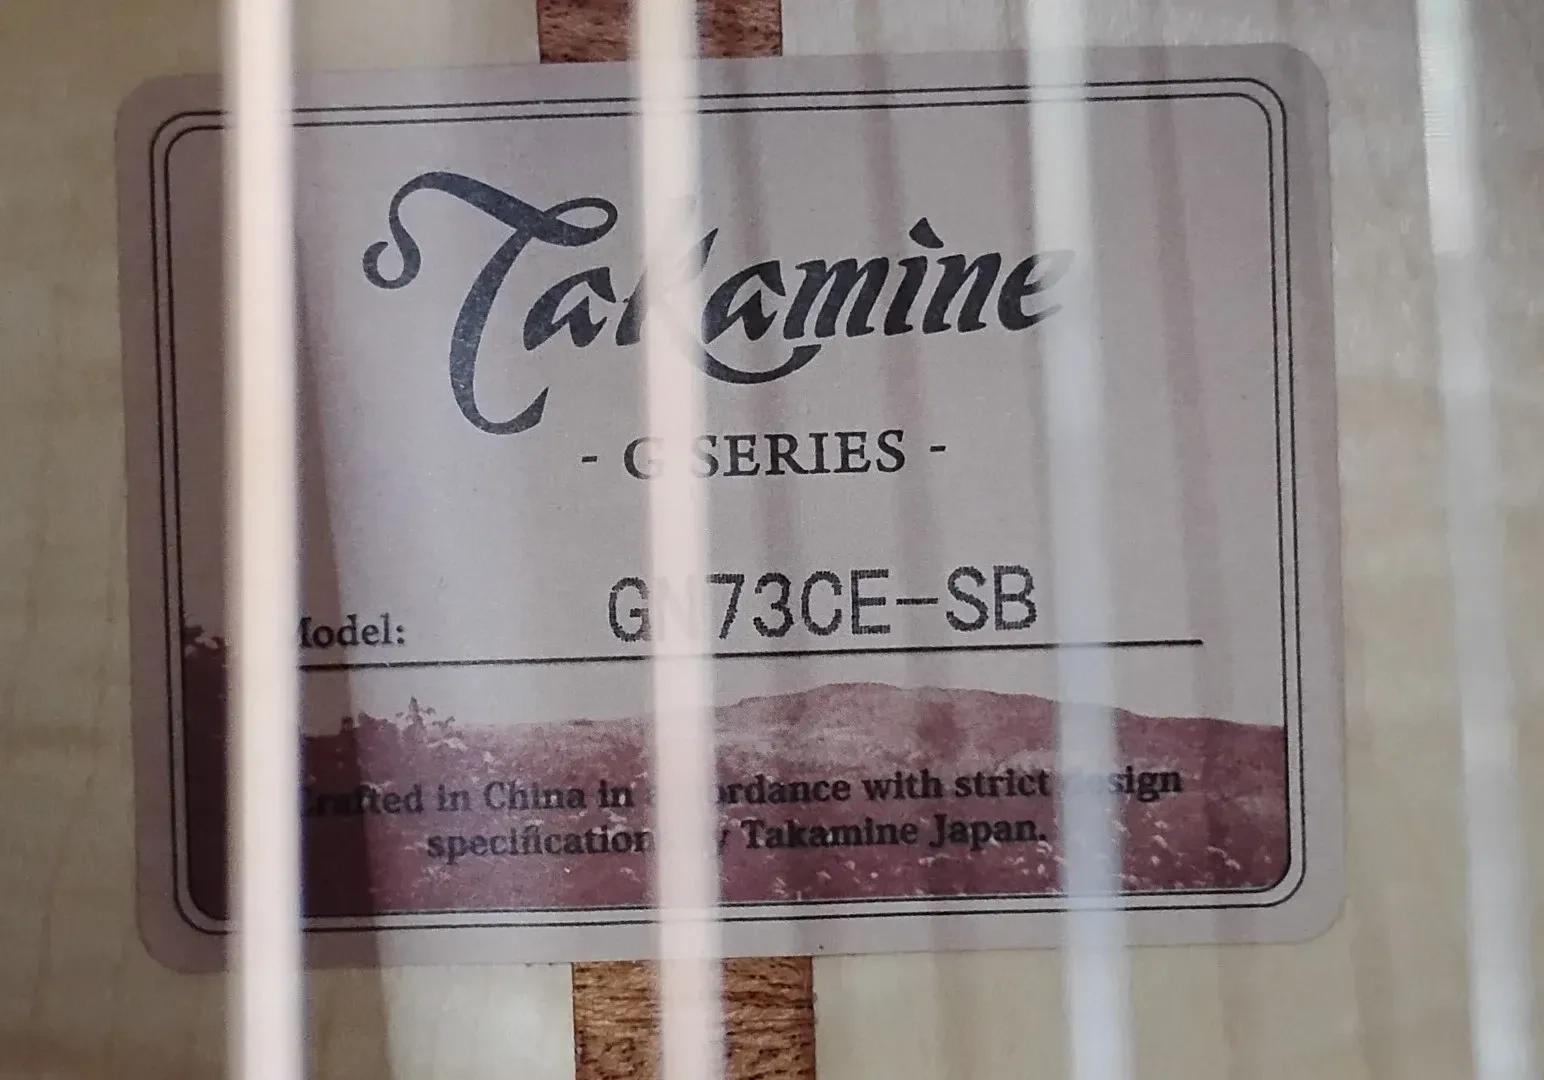 Takamine
- G SERIES -
Model: GN73CE-SB
Crafted in China in accordance with strict design
specifications by Takamine Japan.